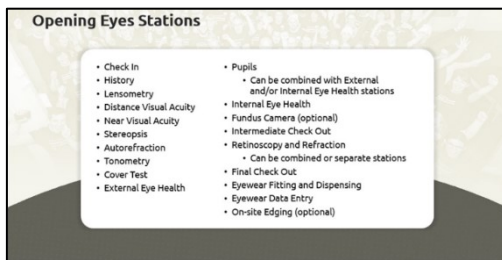 Opening Eyes Stations
• Check In
• History
• Lensometry
• Distance Visual Acuity
• Near Visual Acuity
• Stereopsis
• Autorefraction
• Tonometry
• Cover Test
• External Eye Health
• Pupils
• Can be combined with External
and/or Internal Eye Health stations
• Internal Eye Health
• Fundus Camera (optional)
• Intermediate Check Out
• Retinoscopy and Refraction
• Can be combined or separate stations
• Final Check Out
• Eyewear Fitting and Dispensing
• Eyewear Data Entry
• On-site Edging (optional)